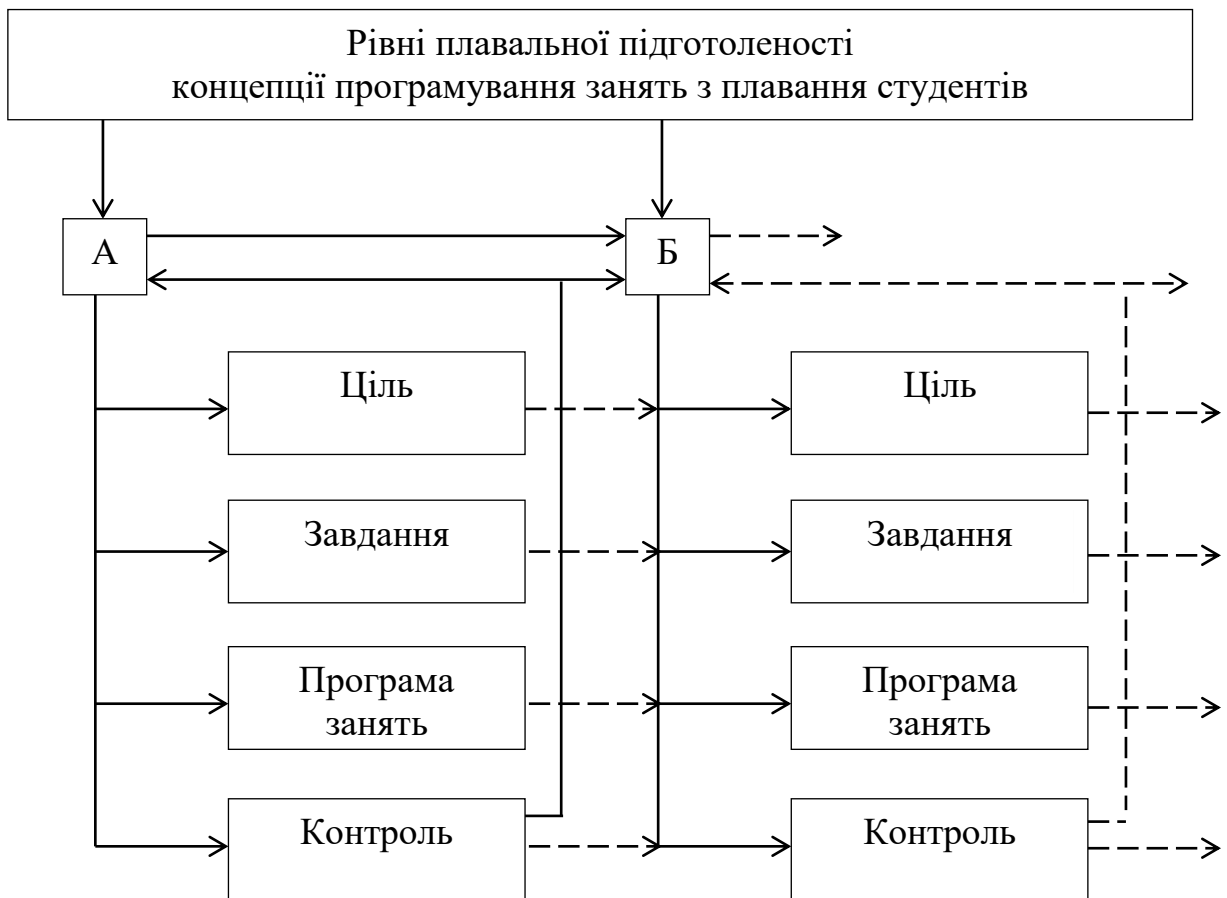 Рівні плавальної підготоленості
концепції програмування занять з плавання студентів
А
Б
Ціль
Ціль
Завдання
Завдання
Програма
занять
Програма
занять
Контроль
Контроль